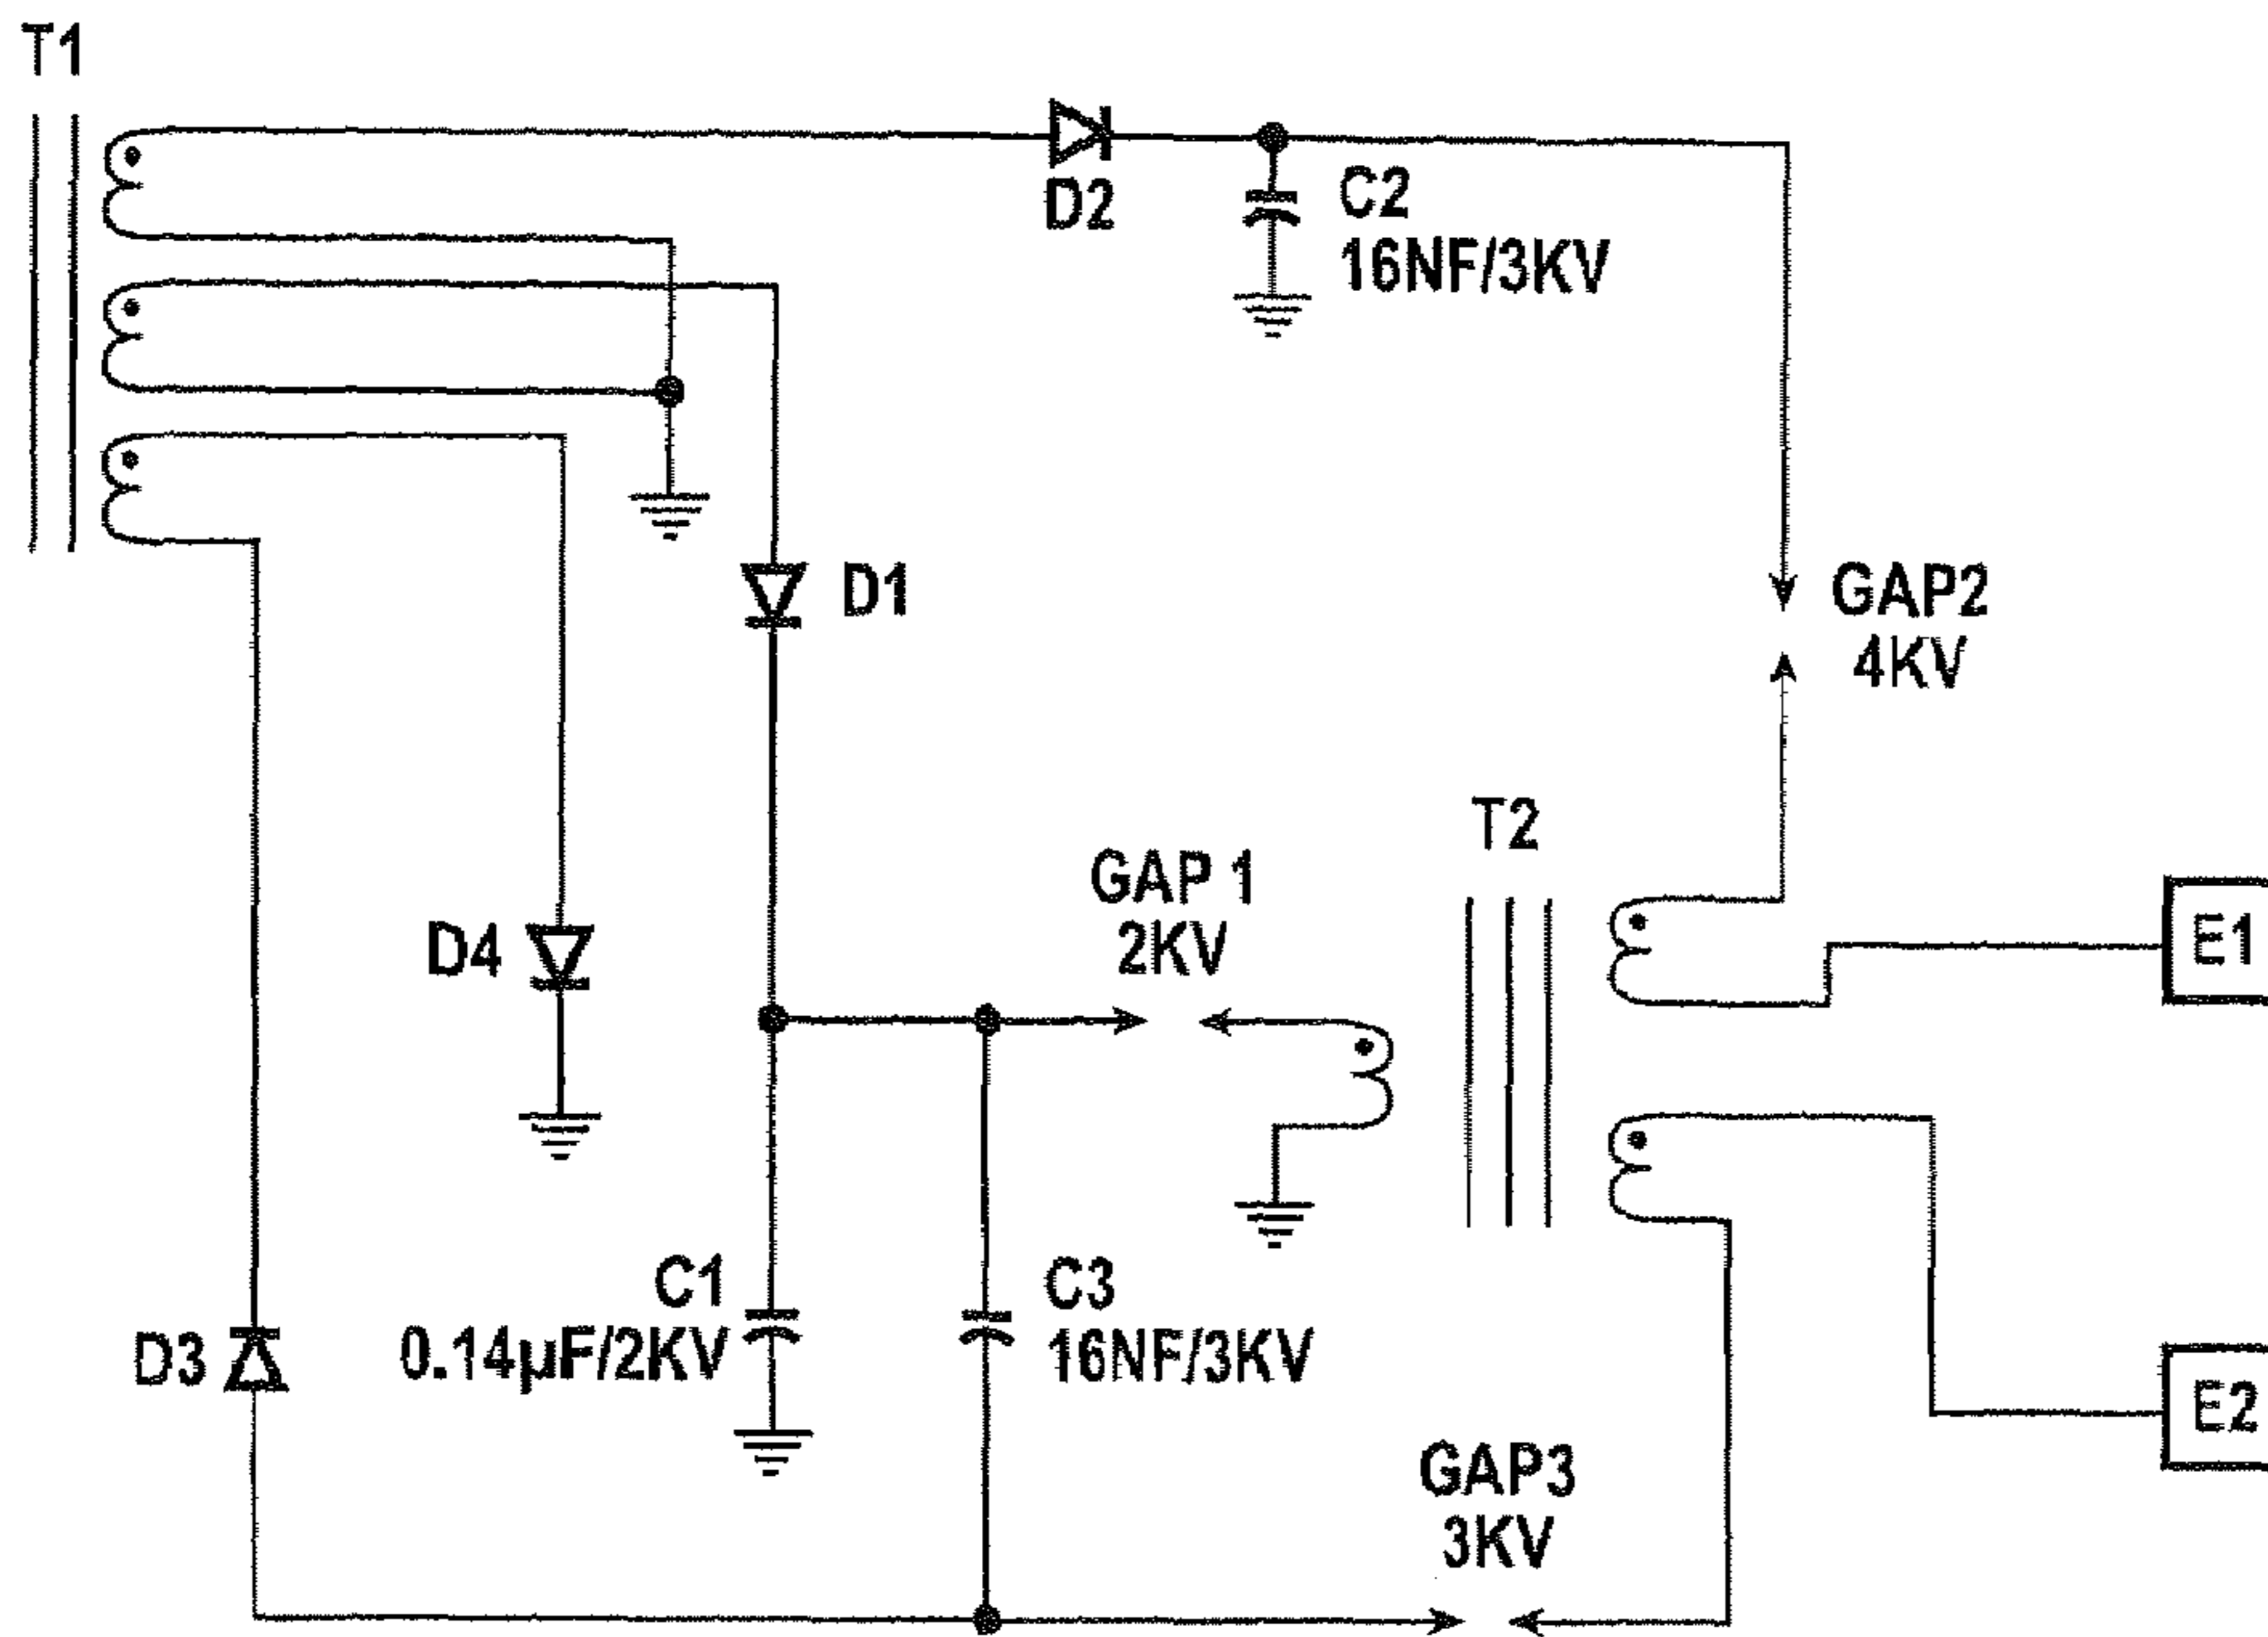 T1
D2
C2
16NF/3KV
D1
GAP2
4KV
T2
GAP 1
2KV
E1
D4
C1
0.14µF/2KV
C3
16NF/3KV
D3
E2
GAP3
3KV